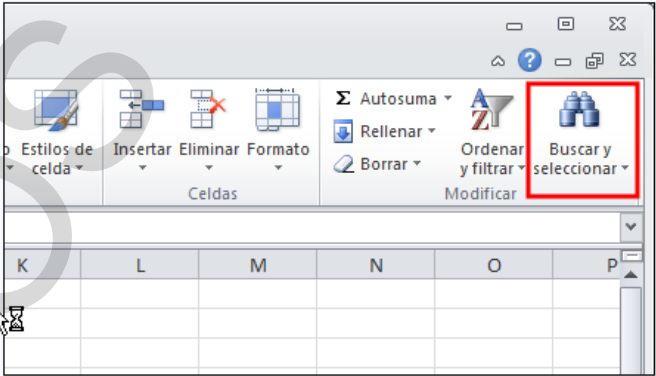 Σ Autosuma
Rellenar
Borrar
Estilos de celda
Insertar
Eliminar
Formato
Ordenar y filtrar
Buscar y seleccionar
Celdas
Modificar
K L M N O P